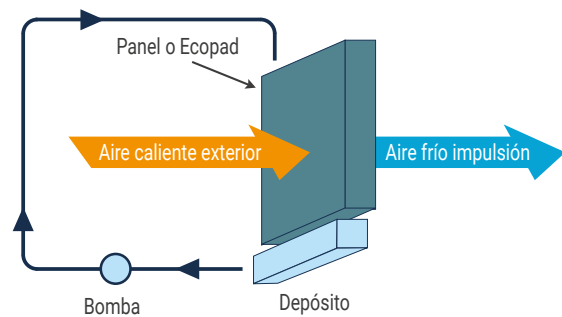 Panel o Ecopad
Aire caliente exterior
Aire frío impulsión
Bomba
Depósito